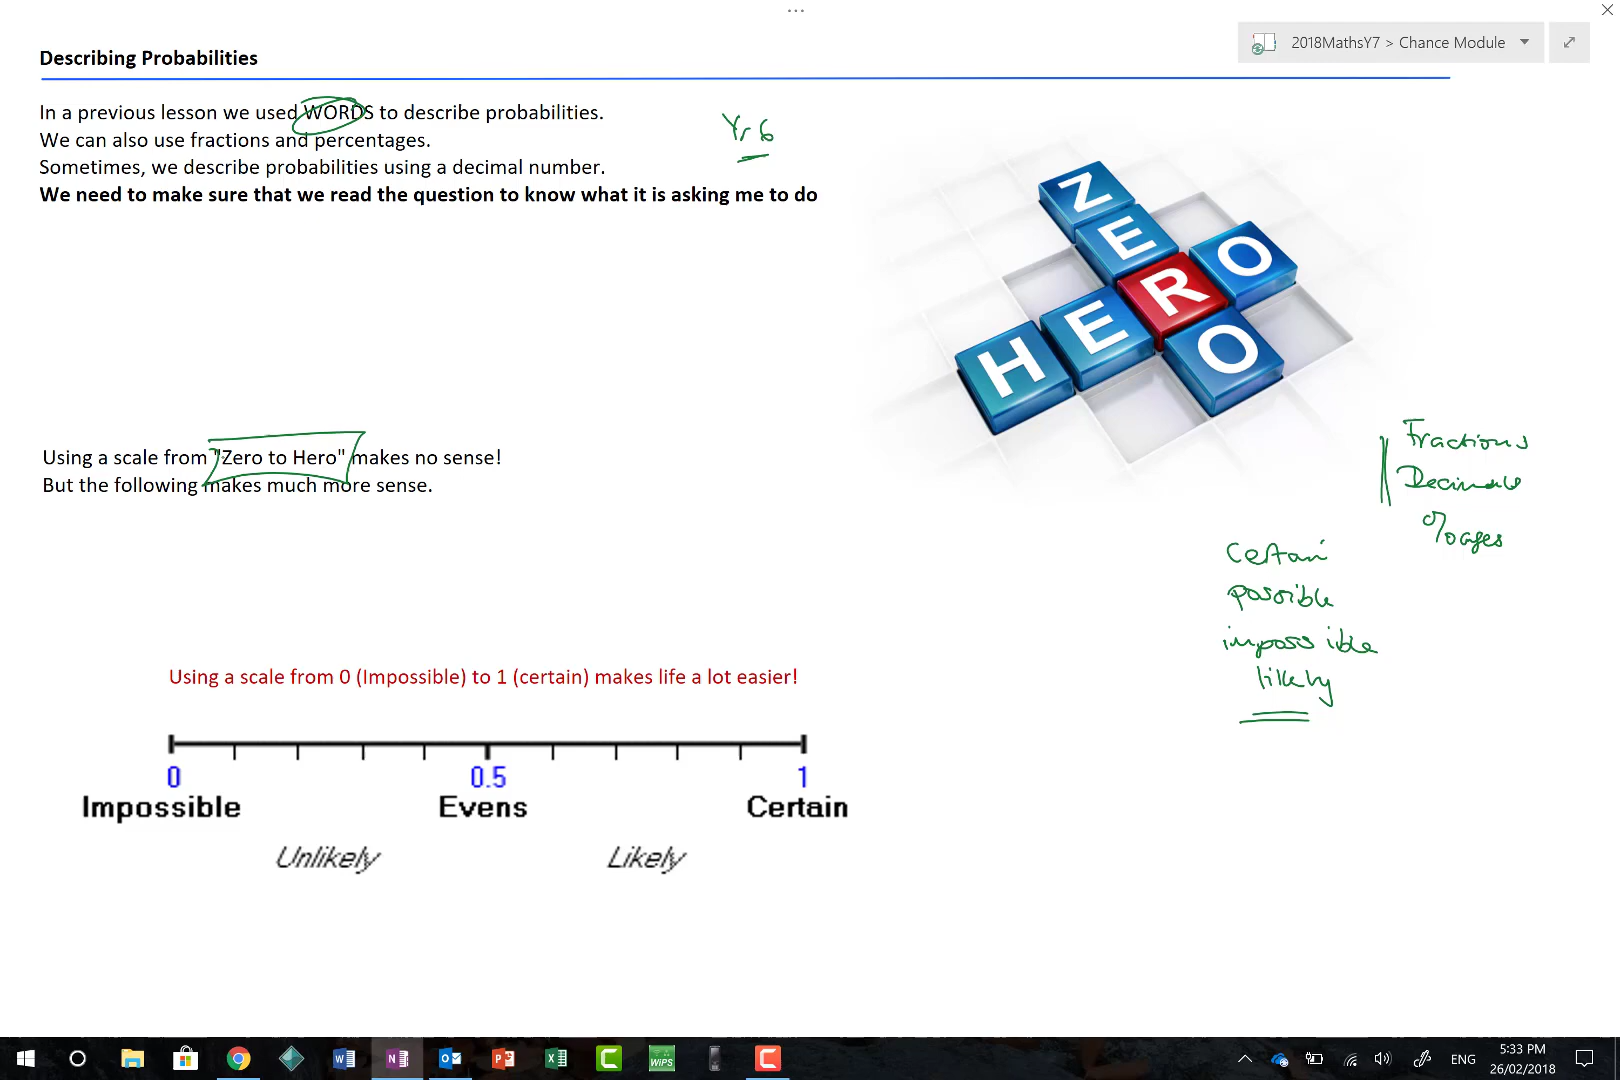 2018MathsY7 > Chance Module
Describing Probabilities
In a previous lesson we used WORDS to describe probabilities.
We can also use fractions and percentages.
Sometimes, we describe probabilities using a decimal number.
We need to make sure that we read the question to know what it is asking me to do
Yr 6
ZERO
HERO
Using a scale from "Zero to Hero" makes no sense!
But the following makes much more sense.
Fractions
Decimals
%ages
Certain
possible
impossible
likely
Using a scale from 0 (Impossible) to 1 (certain) makes life a lot easier!
0 0.5 1
Impossible Evens Certain
Unlikely Likely
WiPS
ENG
5:33 PM
26/02/2018